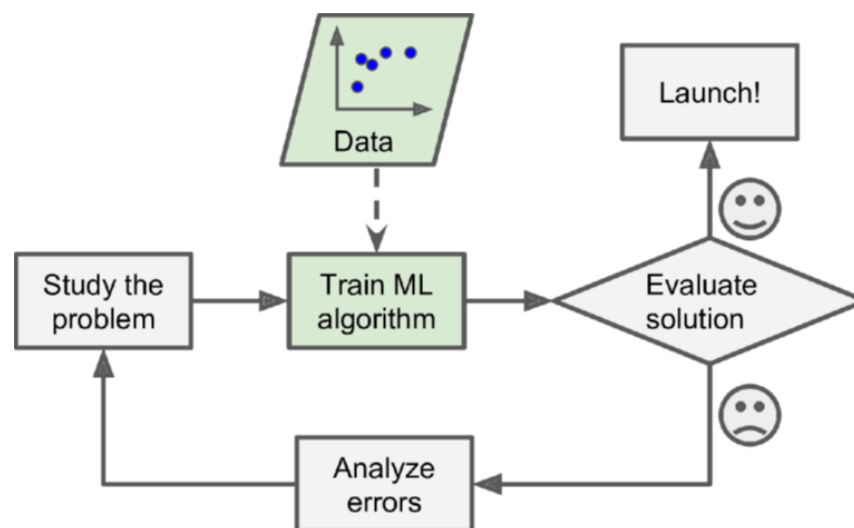 Data
Launch!
Study the
problem
Train ML
algorithm
Evaluate
solution
Analyze
errors